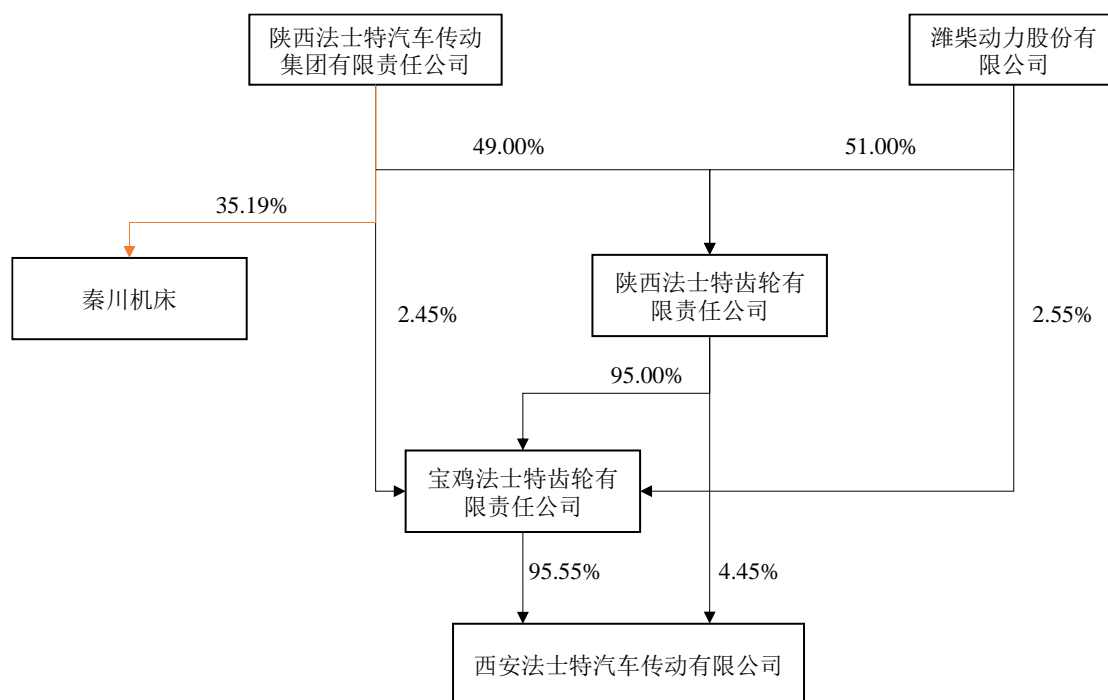 陕西法士特汽车传动
集团有限责任公司
潍柴动力股份有
限公司
49.00%
51.00%
35.19%
秦川机床
陕西法士特齿轮有
限责任公司
2.45%
2.55%
95.00%
宝鸡法士特齿轮有
限责任公司
95.55%
4.45%
西安法士特汽车传动有限公司